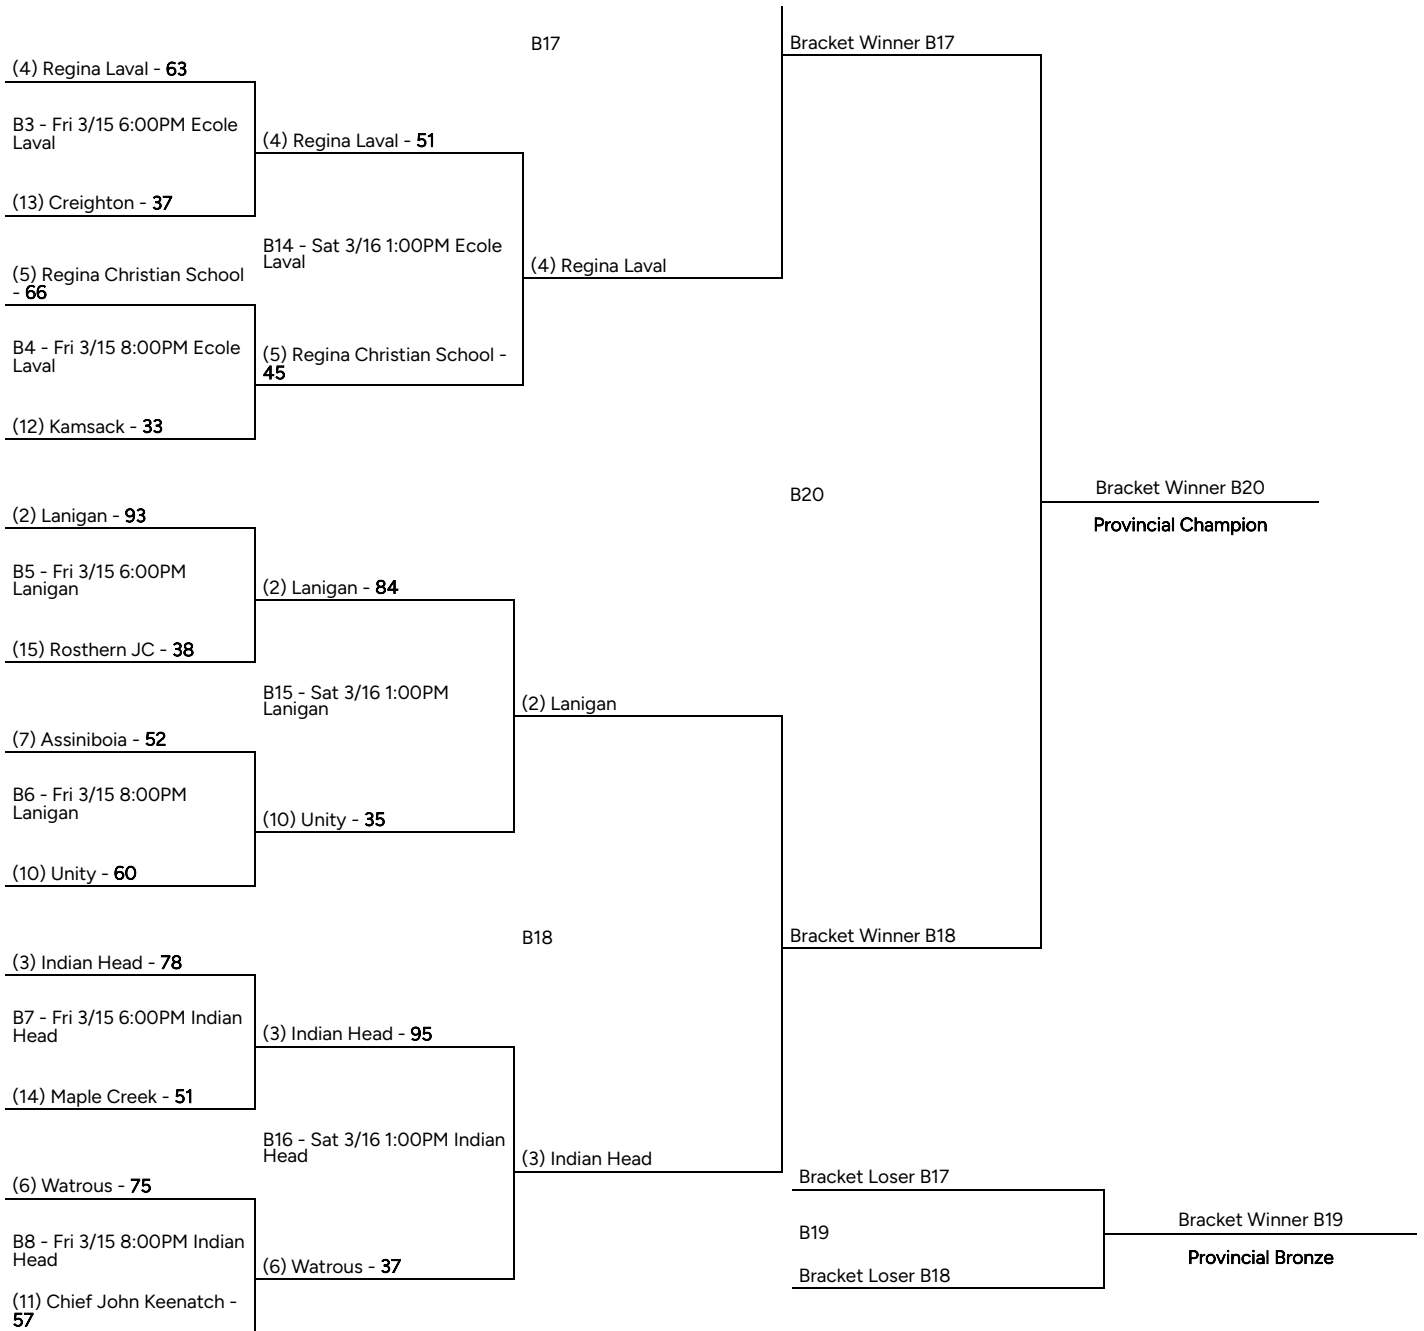 B17
Bracket Winner B17
(4) Regina Laval - 63
B3 - Fri 3/15 6:00PM Ecole
Laval
(4) Regina Laval - 51
(13) Creighton - 37
B14 - Sat 3/16 1:00PM Ecole
Laval
(4) Regina Laval
(5) Regina Christian School
- 66
B4 - Fri 3/15 8:00PM Ecole
Laval
(5) Regina Christian School -
45
(12) Kamsack - 33
B20
Bracket Winner B20
Provincial Champion
(2) Lanigan - 93
B5 - Fri 3/15 6:00PM
Lanigan
(2) Lanigan - 84
(15) Rosthern JC - 38
B15 - Sat 3/16 1:00PM
Lanigan
(2) Lanigan
(7) Assiniboia - 52
B6 - Fri 3/15 8:00PM
Lanigan
(10) Unity - 35
(10) Unity - 60
B18
Bracket Winner B18
(3) Indian Head - 78
B7 - Fri 3/15 6:00PM Indian
Head
(3) Indian Head - 95
(14) Maple Creek - 51
B16 - Sat 3/16 1:00PM Indian
Head
(3) Indian Head
(6) Watrous - 75
B8 - Fri 3/15 8:00PM Indian
Head
(6) Watrous - 37
(11) Chief John Keenatch -
57
Bracket Loser B17
B19
Bracket Loser B18
Bracket Winner B19
Provincial Bronze